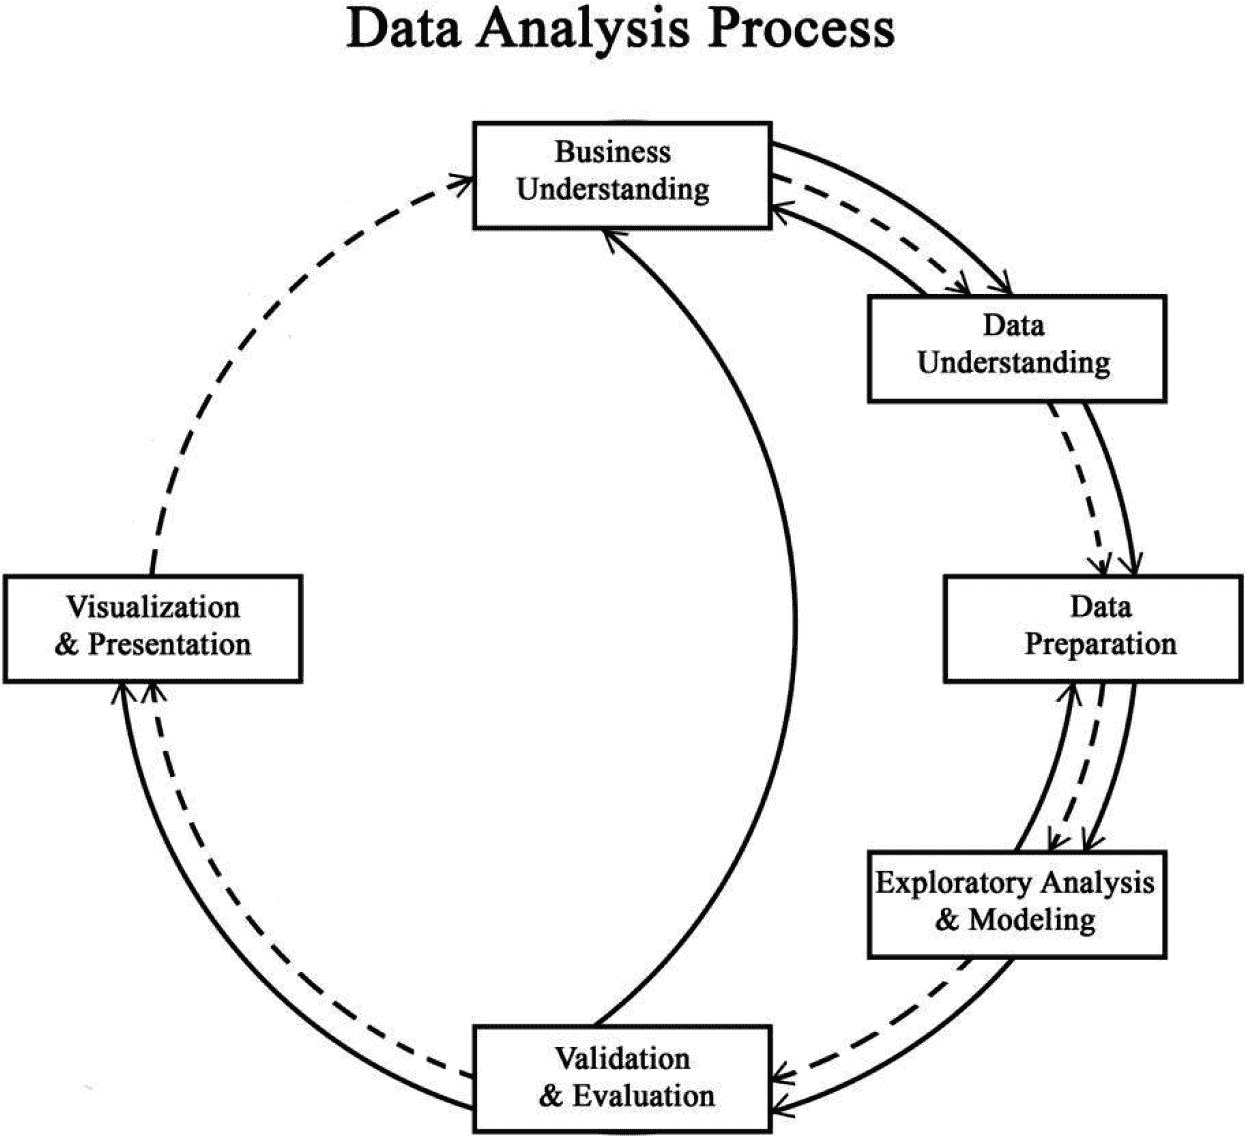 Data Analysis Process
Business
Understanding
Data
Understanding
Data
Preparation
Exploratory Analysis
& Modeling
Validation
& Evaluation
Visualization
& Presentation